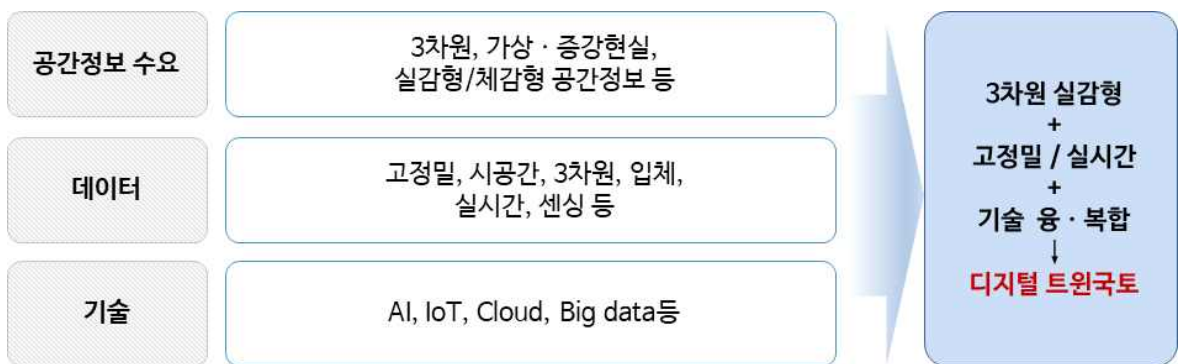 공간정보 수요
3차원, 가상 · 증강현실,
실감형/체감형 공간정보 등
데이터
고정밀, 시공간, 3차원, 입체,
실시간, 센싱 등
기술
AI, IoT, Cloud, Big data등
3차원 실감형
+
고정밀 / 실시간
+
기술 융 · 복합
↓
디지털 트윈국토